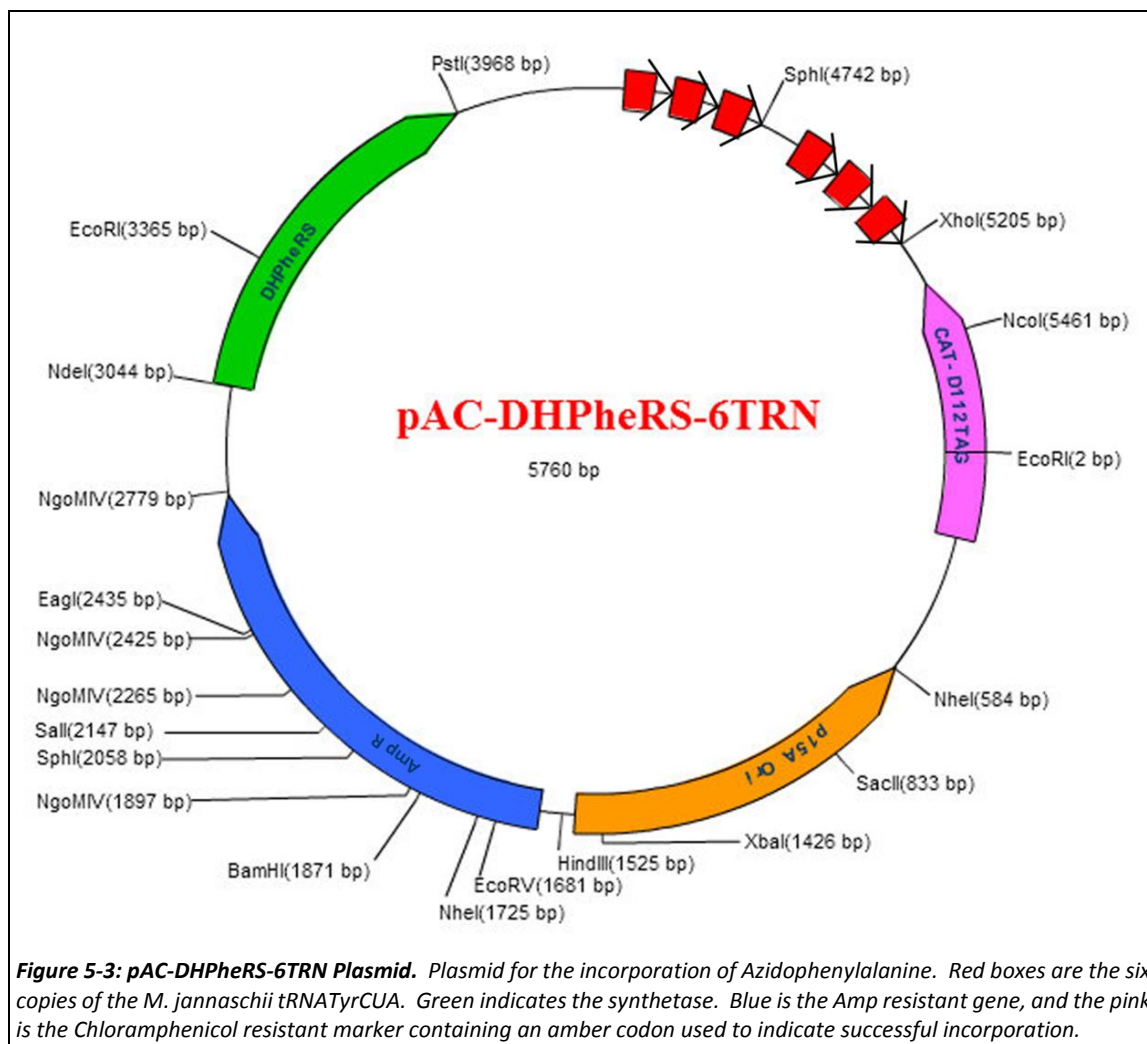 PstI(3968 bp)
SphI(4742 bp)
EcoRI(3365 bp)
DHPheRS
XhoI(5205 bp)
NdeI(3044 bp)
NcoI(5461 bp)
CAT-D112TAG
pAC-DHPheRS-6TRN
5760 bp
EcoRI(2 bp)
NgoMIV(2779 bp)
EagI(2435 bp)
NgoMIV(2425 bp)
NgoMIV(2265 bp)
SalI(2147 bp)
SphI(2058 bp)
NgoMIV(1897 bp)
Amp R
p15A Ori
NheI(584 bp)
SacII(833 bp)
XbaI(1426 bp)
HindIII(1525 bp)
BamHI(1871 bp)
EcoRV(1681 bp)
NheI(1725 bp)
Figure 5-3: pAC-DHPheRS-6TRN Plasmid. Plasmid for the incorporation of Azidophenylalanine. Red boxes are the six
copies of the M. jannaschii tRNATyrCUA. Green indicates the synthetase. Blue is the Amp resistant gene, and the pink
is the Chloramphenicol resistant marker containing an amber codon used to indicate successful incorporation.